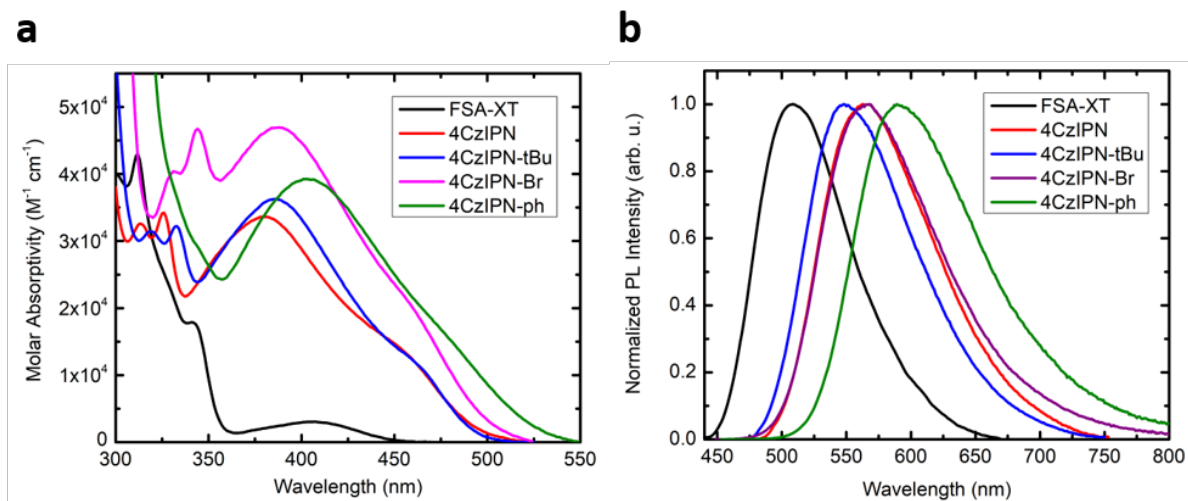 a
b
5x10⁴
4x10⁴
3x10⁴
2x10⁴
1x10⁴
0
Molar Absorptivity (M⁻¹ cm⁻¹)
300 350 400 450 500 550
Wavelength (nm)
FSA-XT
4CzIPN
4CzIPN-tBu
4CzIPN-Br
4CzIPN-ph
1.0
0.8
0.6
0.4
0.2
0.0
Normalized PL Intensity (arb. u.)
450 500 550 600 650 700 750 800
Wavelength (nm)
FSA-XT
4CzIPN
4CzIPN-tBu
4CzIPN-Br
4CzIPN-ph